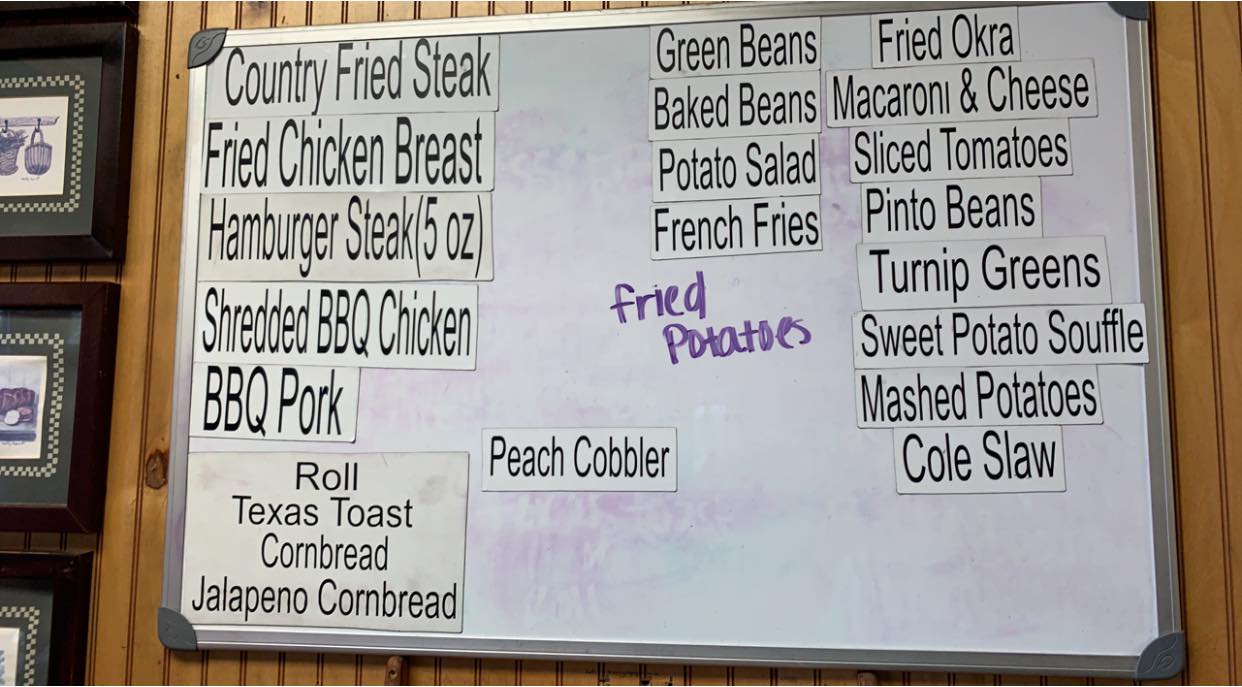 Country Fried Steak
Fried Chicken Breast
Hamburger Steak(5 oz)
Shredded BBQ Chicken
BBQ Pork
Roll
Texas Toast
Cornbread
Jalapeno Cornbread
Peach Cobbler
Green Beans
Baked Beans
Potato Salad
French Fries
fried
Potatoes
Fried Okra
Macaroni & Cheese
Sliced Tomatoes
Pinto Beans
Turnip Greens
Sweet Potato Souffle
Mashed Potatoes
Cole Slaw